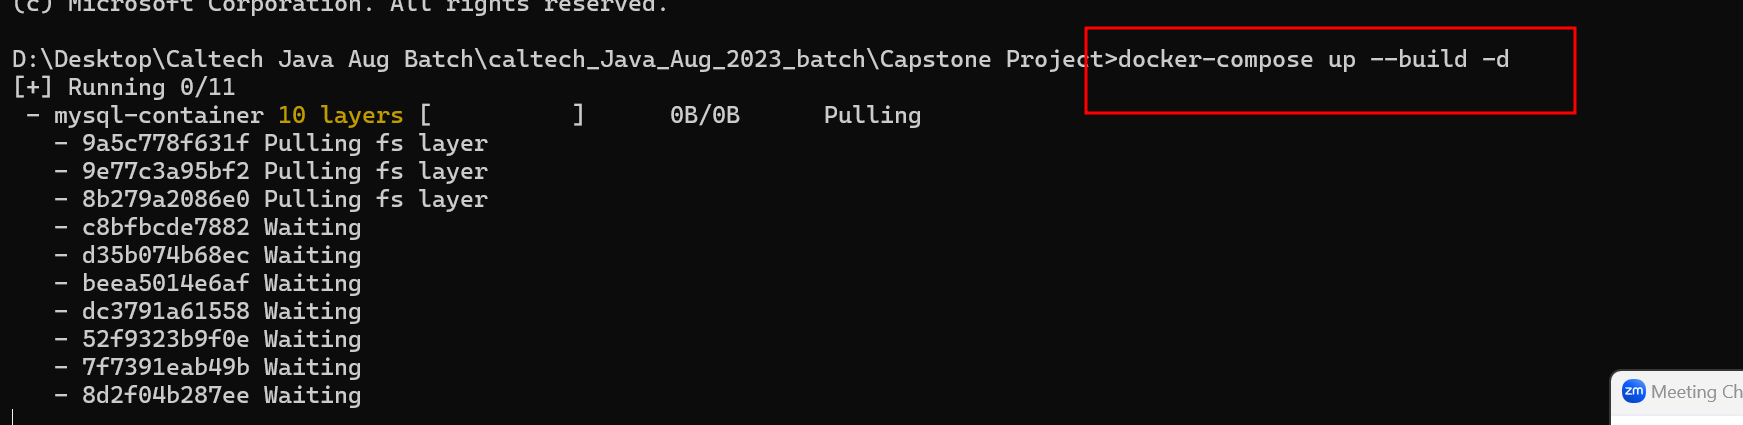 (c) Microsoft Corporation. All rights reserved.
D:\Desktop\Caltech Java Aug Batch\caltech_Java_Aug_2023_batch\Capstone Project>docker-compose up --build -d
[+] Running 0/11
- mysql-container 10 layers [ ] 0B/0B Pulling
- 9a5c778f631f Pulling fs layer
- 9e77c3a95bf2 Pulling fs layer
- 8b279a2086e0 Pulling fs layer
- c8bfbcde7882 Waiting
- d35b074b68ec Waiting
- beea5014e6af Waiting
- dc3791a61558 Waiting
- 52f9323b9f0e Waiting
- 7f7391eab49b Waiting
- 8d2f04b287ee Waiting
zm Meeting Ch